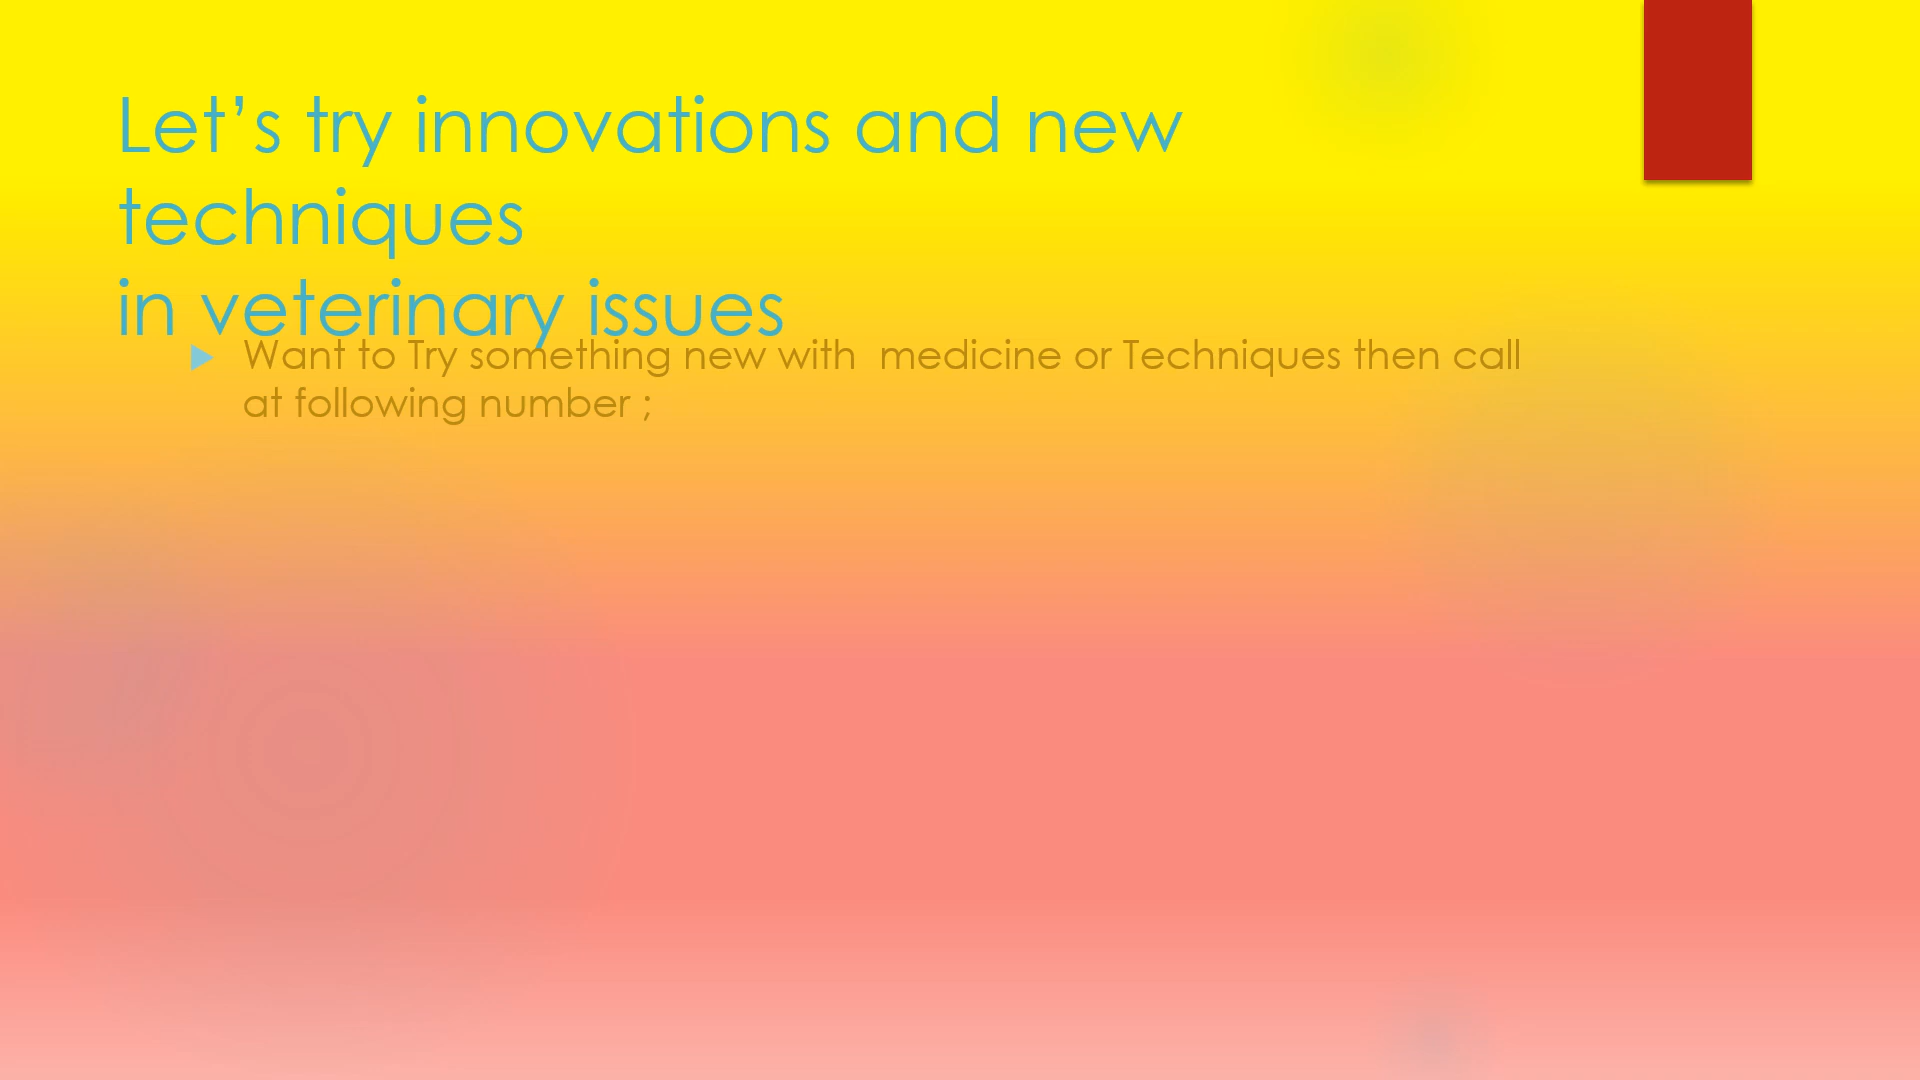 Let’s try innovations and new
techniques
in veterinary issues
Want to Try something new with  medicine or Techniques then call
at following number ;